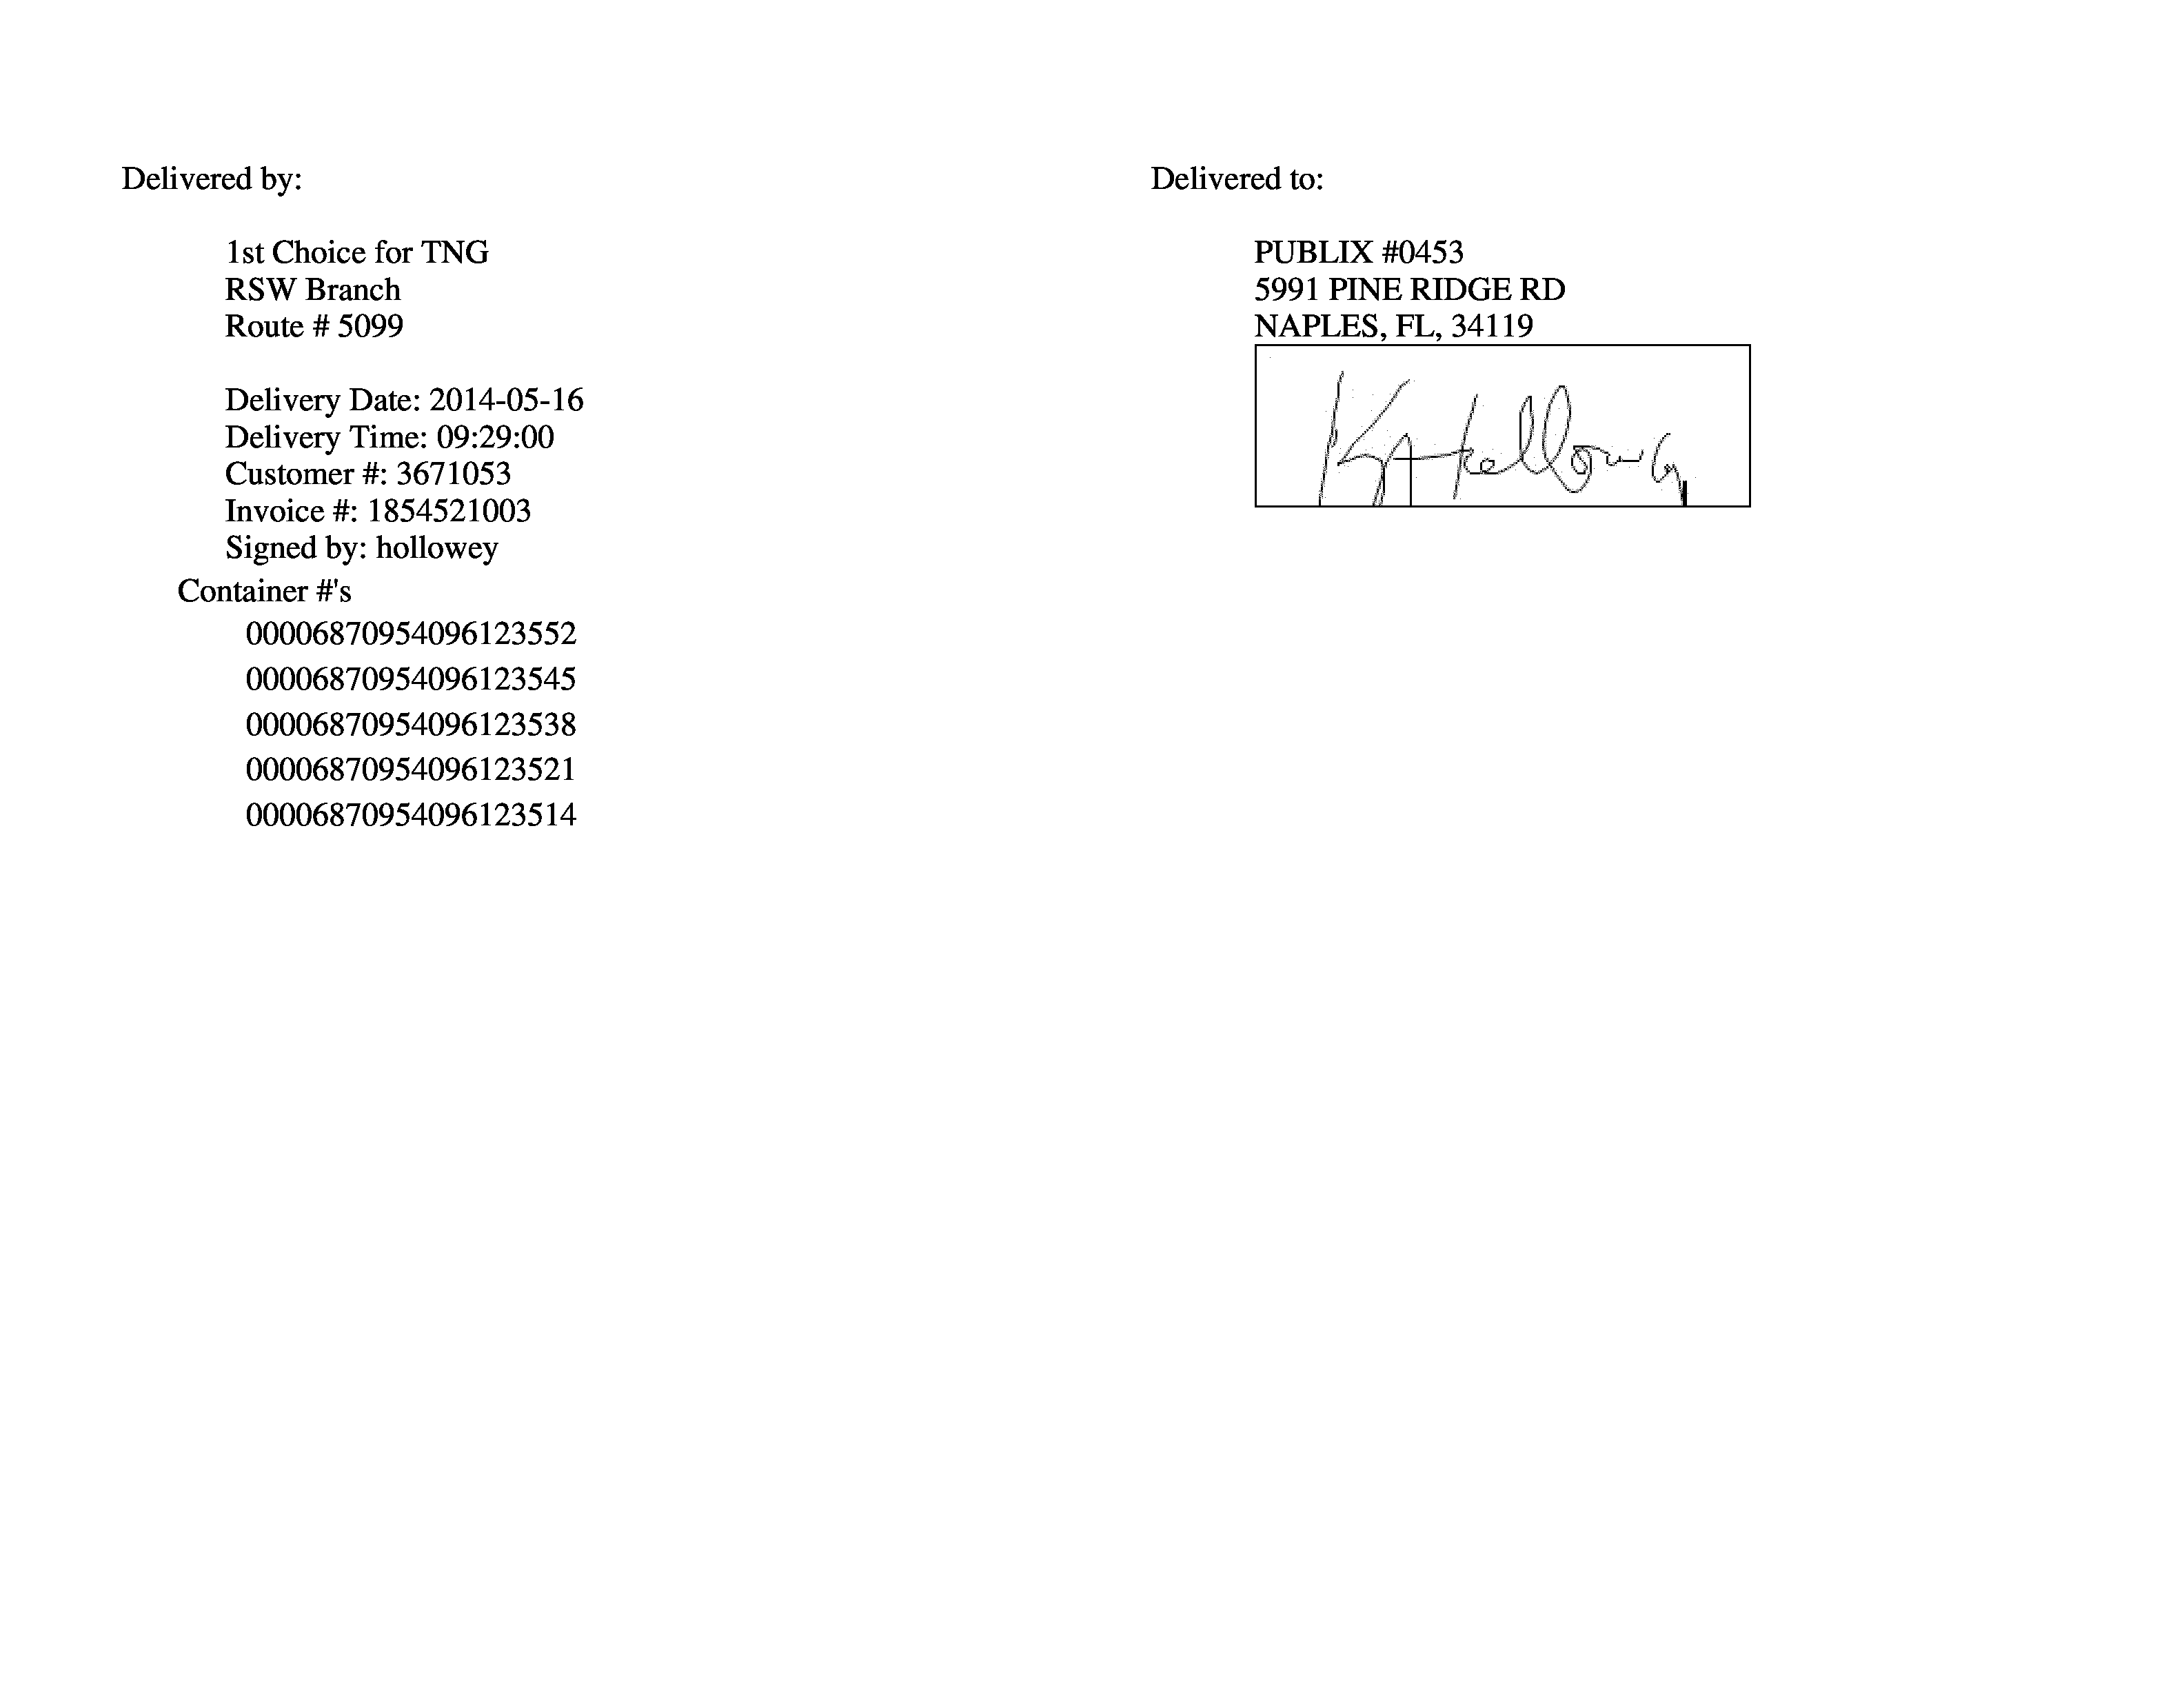 Delivered by:
1st Choice for TNG
RSW Branch
Route # 5099
Delivery Date: 2014-05-16
Delivery Time: 09:29:00
Customer #: 3671053
Invoice #: 1854521003
Signed by: hollowey
Container #'s
00006870954096123552
00006870954096123545
00006870954096123538
00006870954096123521
00006870954096123514
Delivered to:
PUBLIX #0453
5991 PINE RIDGE RD
NAPLES, FL, 34119